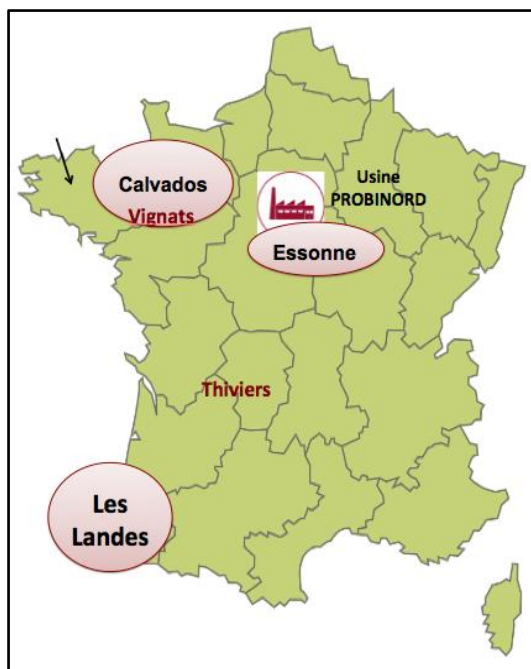 Calvados
Vignats
Usine
PROBINORD
Essonne
Thiviers
Les
Landes